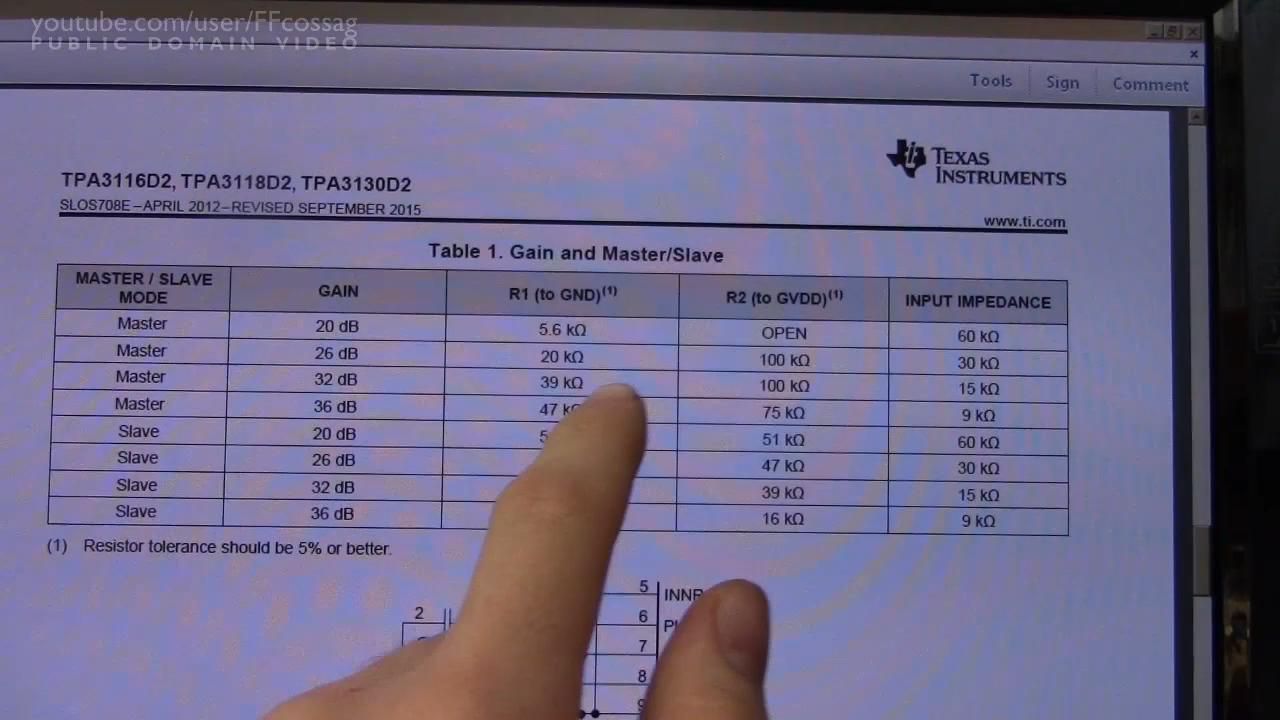 youtube.com/user/FFcossag
PUBLIC DOMAIN VIDEO
Tools Sign Comment
TEXAS
INSTRUMENTS
TPA3116D2, TPA3118D2, TPA3130D2
SLOS708E –APRIL 2012–REVISED SEPTEMBER 2015
www.ti.com
Table 1. Gain and Master/Slave
MASTER / SLAVE MODE GAIN R1 (to GND)(1) R2 (to GVDD)(1) INPUT IMPEDANCE
Master 20 dB 5.6 kΩ OPEN 60 kΩ
Master 26 dB 20 kΩ 100 kΩ 30 kΩ
Master 32 dB 39 kΩ 100 kΩ 15 kΩ
Master 36 dB 47 kΩ 75 kΩ 9 kΩ
Slave 20 dB 51 kΩ 60 kΩ
Slave 26 dB 47 kΩ 30 kΩ
Slave 32 dB 39 kΩ 15 kΩ
Slave 36 dB 16 kΩ 9 kΩ
(1) Resistor tolerance should be 5% or better.
2
5 INNR
6
7
8